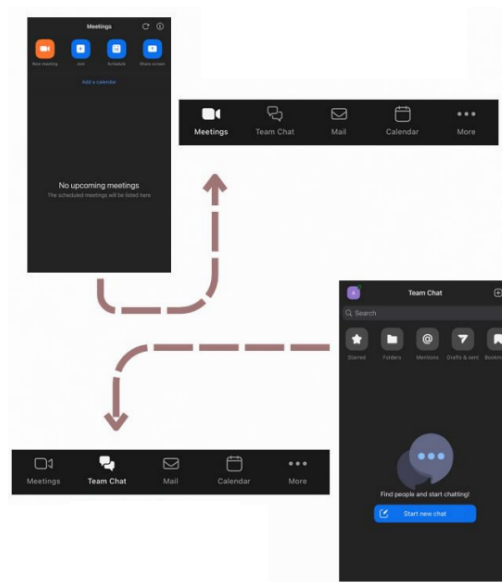 Meetings
New meeting Join Schedule Share screen
Add a calendar
No upcoming meetings
The scheduled meetings will be listed here
Meetings Team Chat Mail Calendar More
Team Chat
Search
Starred Folders Mentions Drafts & sent Bookm
Find people and start chatting!
Start new chat
Meetings Team Chat Mail Calendar More